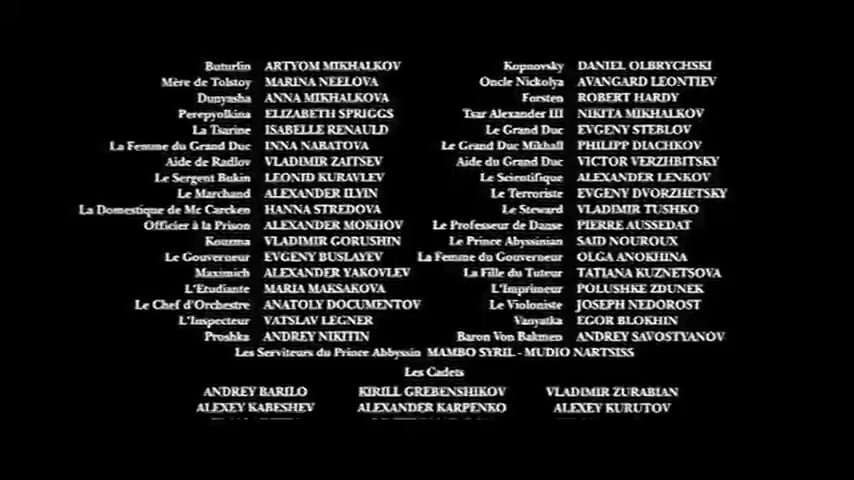 Buturlin ARTYOM MIKHALKOV Kopnovsky DANIEL OLBRYCHSKI
Mère de Tolstoy MARINA NEELOVA Oncle Nickolya AVANGARD LEONTIEV
Dunyasha ANNA MIKHALKOVA Forsten ROBERT HARDY
Perepyolkina ELIZABETH SPRIGGS Tsar Alexander III NIKITA MIKHALKOV
La Tsarine ISABELLE RENAULD Le Grand Duc EVGENY STEBLOV
La Femme du Grand Duc INNA NABATOVA Le Grand Duc Mikhail PHILIPP DIACHKOV
Aide de Radlov VLADIMIR ZAITSEV Aide du Grand Duc VICTOR VERZHBITSKY
Le Sergent Bukin LEONID KURAVLEV Le Scientifique ALEXANDER LENKOV
Le Marchand ALEXANDER ILYIN Le Terroriste EVGENY DVORZHETSKY
La Domestique de Mc Carcken HANNA STREDOVA Le Steward VLADIMIR TUSHKO
Officier à la Prison ALEXANDER MOKHOV Le Professeur de Danse PIERRE AUSSEDAT
Kouzma VLADIMIR GORUSHIN Le Prince Abyssinian SAID NOUROUX
Le Gouverneur EVGENY BUSLAYEV La Femme du Gouverneur OLGA ANOKHINA
Maximich ALEXANDER YAKOVLEV La Fille du Tuteur TATIANA KUZNETSOVA
L'Étudiante MARIA MAKSAKOVA L'Imprimeur POLUSHKE ZDUNEK
Le Chef d'Orchestre ANATOLY DOCUMENTOV Le Violoniste JOSEPH NEDOROST
L'Inspecteur VATSLAV LEGNER Vanyatka EGOR BLOKHIN
Proshka ANDREY NIKITIN Baron Von Bakmen ANDREY SAVOSTYANOV
Les Serviteurs du Prince Abbyssin MAMBO SYRIL - MUDIO NARTSISS
Les Cadets
ANDREY BARILO KIRILL GREBENSHIKOV VLADIMIR ZURABIAN
ALEXEY KABESHEV ALEXANDER KARPENKO ALEXEY KURUTOV